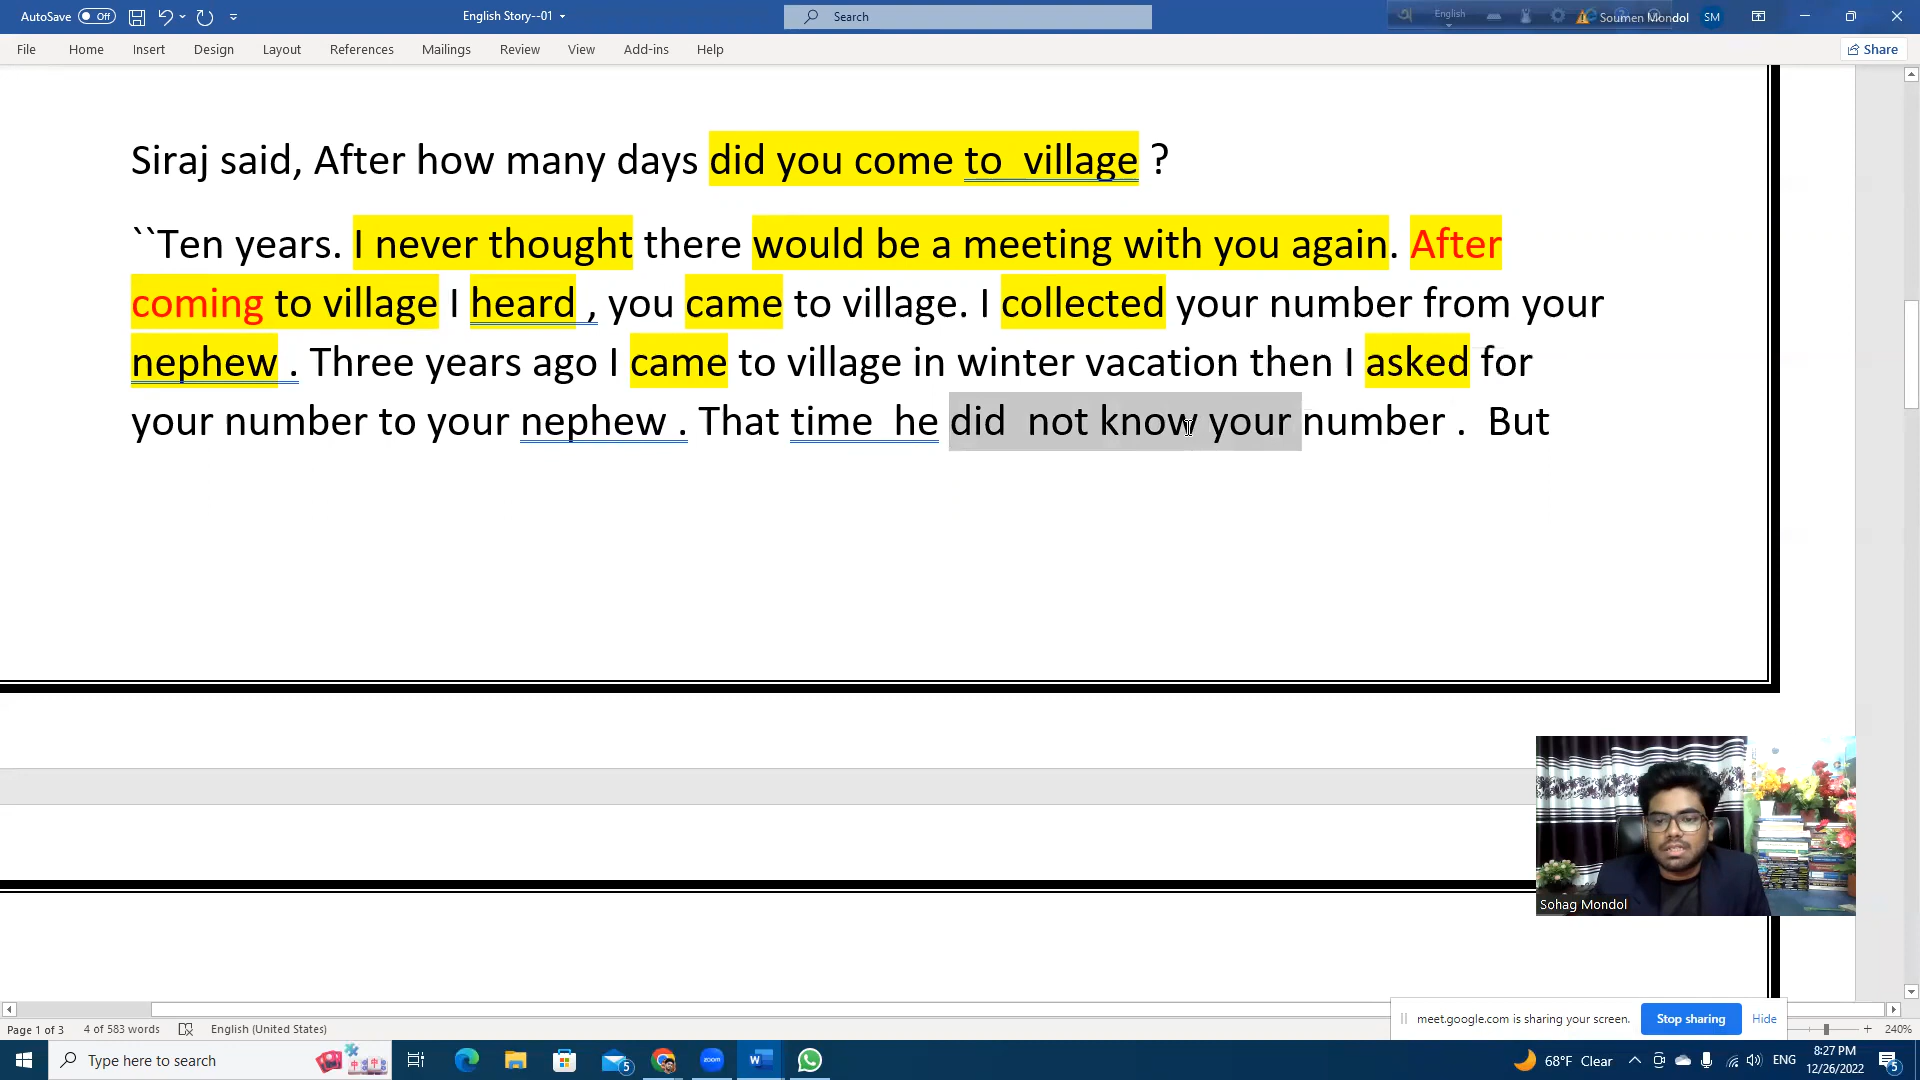 AutoSave Off English Story--01 Search English Soumen Mondol SM
File Home Insert Design Layout References Mailings Review View Add-ins Help Share
Siraj said, After how many days did you come to  village ?
``Ten years. I never thought there would be a meeting with you again. After
coming to village I heard , you came to village. I collected your number from your
nephew . Three years ago I came to village in winter vacation then I asked for
your number to your nephew . That time  he did  not know your number .  But
Sohag Mondol
meet.google.com is sharing your screen. Stop sharing Hide
Page 1 of 3 4 of 583 words English (United States) 240%
Type here to search zoom 5 68°F Clear ENG 8:27 PM 5
12/26/2022